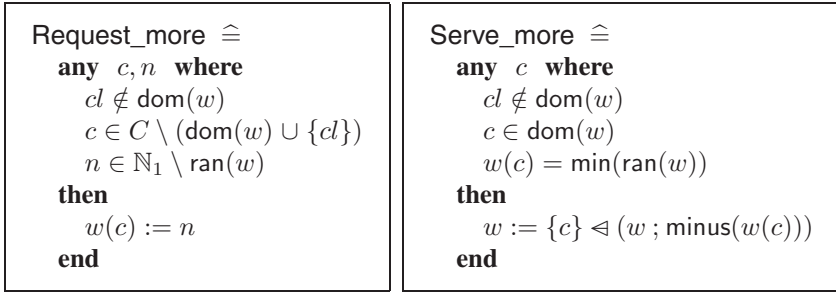 Request_more ≙
any c, n where
cl ∉ dom(w)
c ∈ C \ (dom(w) ∪ {cl})
n ∈ ℕ₁ \ ran(w)
then
w(c) := n
end
Serve_more ≙
any c where
cl ∉ dom(w)
c ∈ dom(w)
w(c) = min(ran(w))
then
w := {c} ⩤ (w ; minus(w(c)))
end